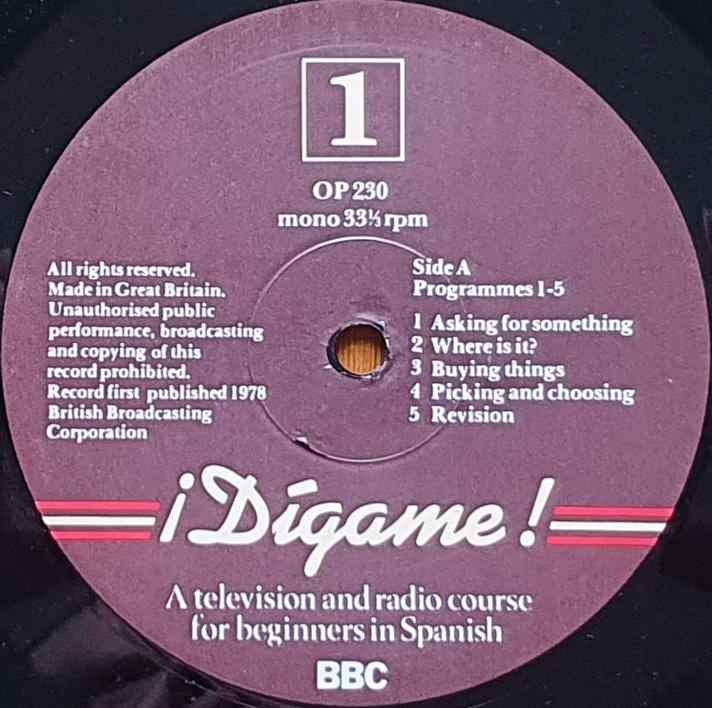 1
OP 230
mono 33⅓ rpm
All rights reserved.
Made in Great Britain.
Unauthorised public
performance, broadcasting
and copying of this
record prohibited.
Record first published 1978
British Broadcasting
Corporation
Side A
Programmes 1-5
1 Asking for something
2 Where is it?
3 Buying things
4 Picking and choosing
5 Revision
¡Dígame!
A television and radio course
for beginners in Spanish
BBC